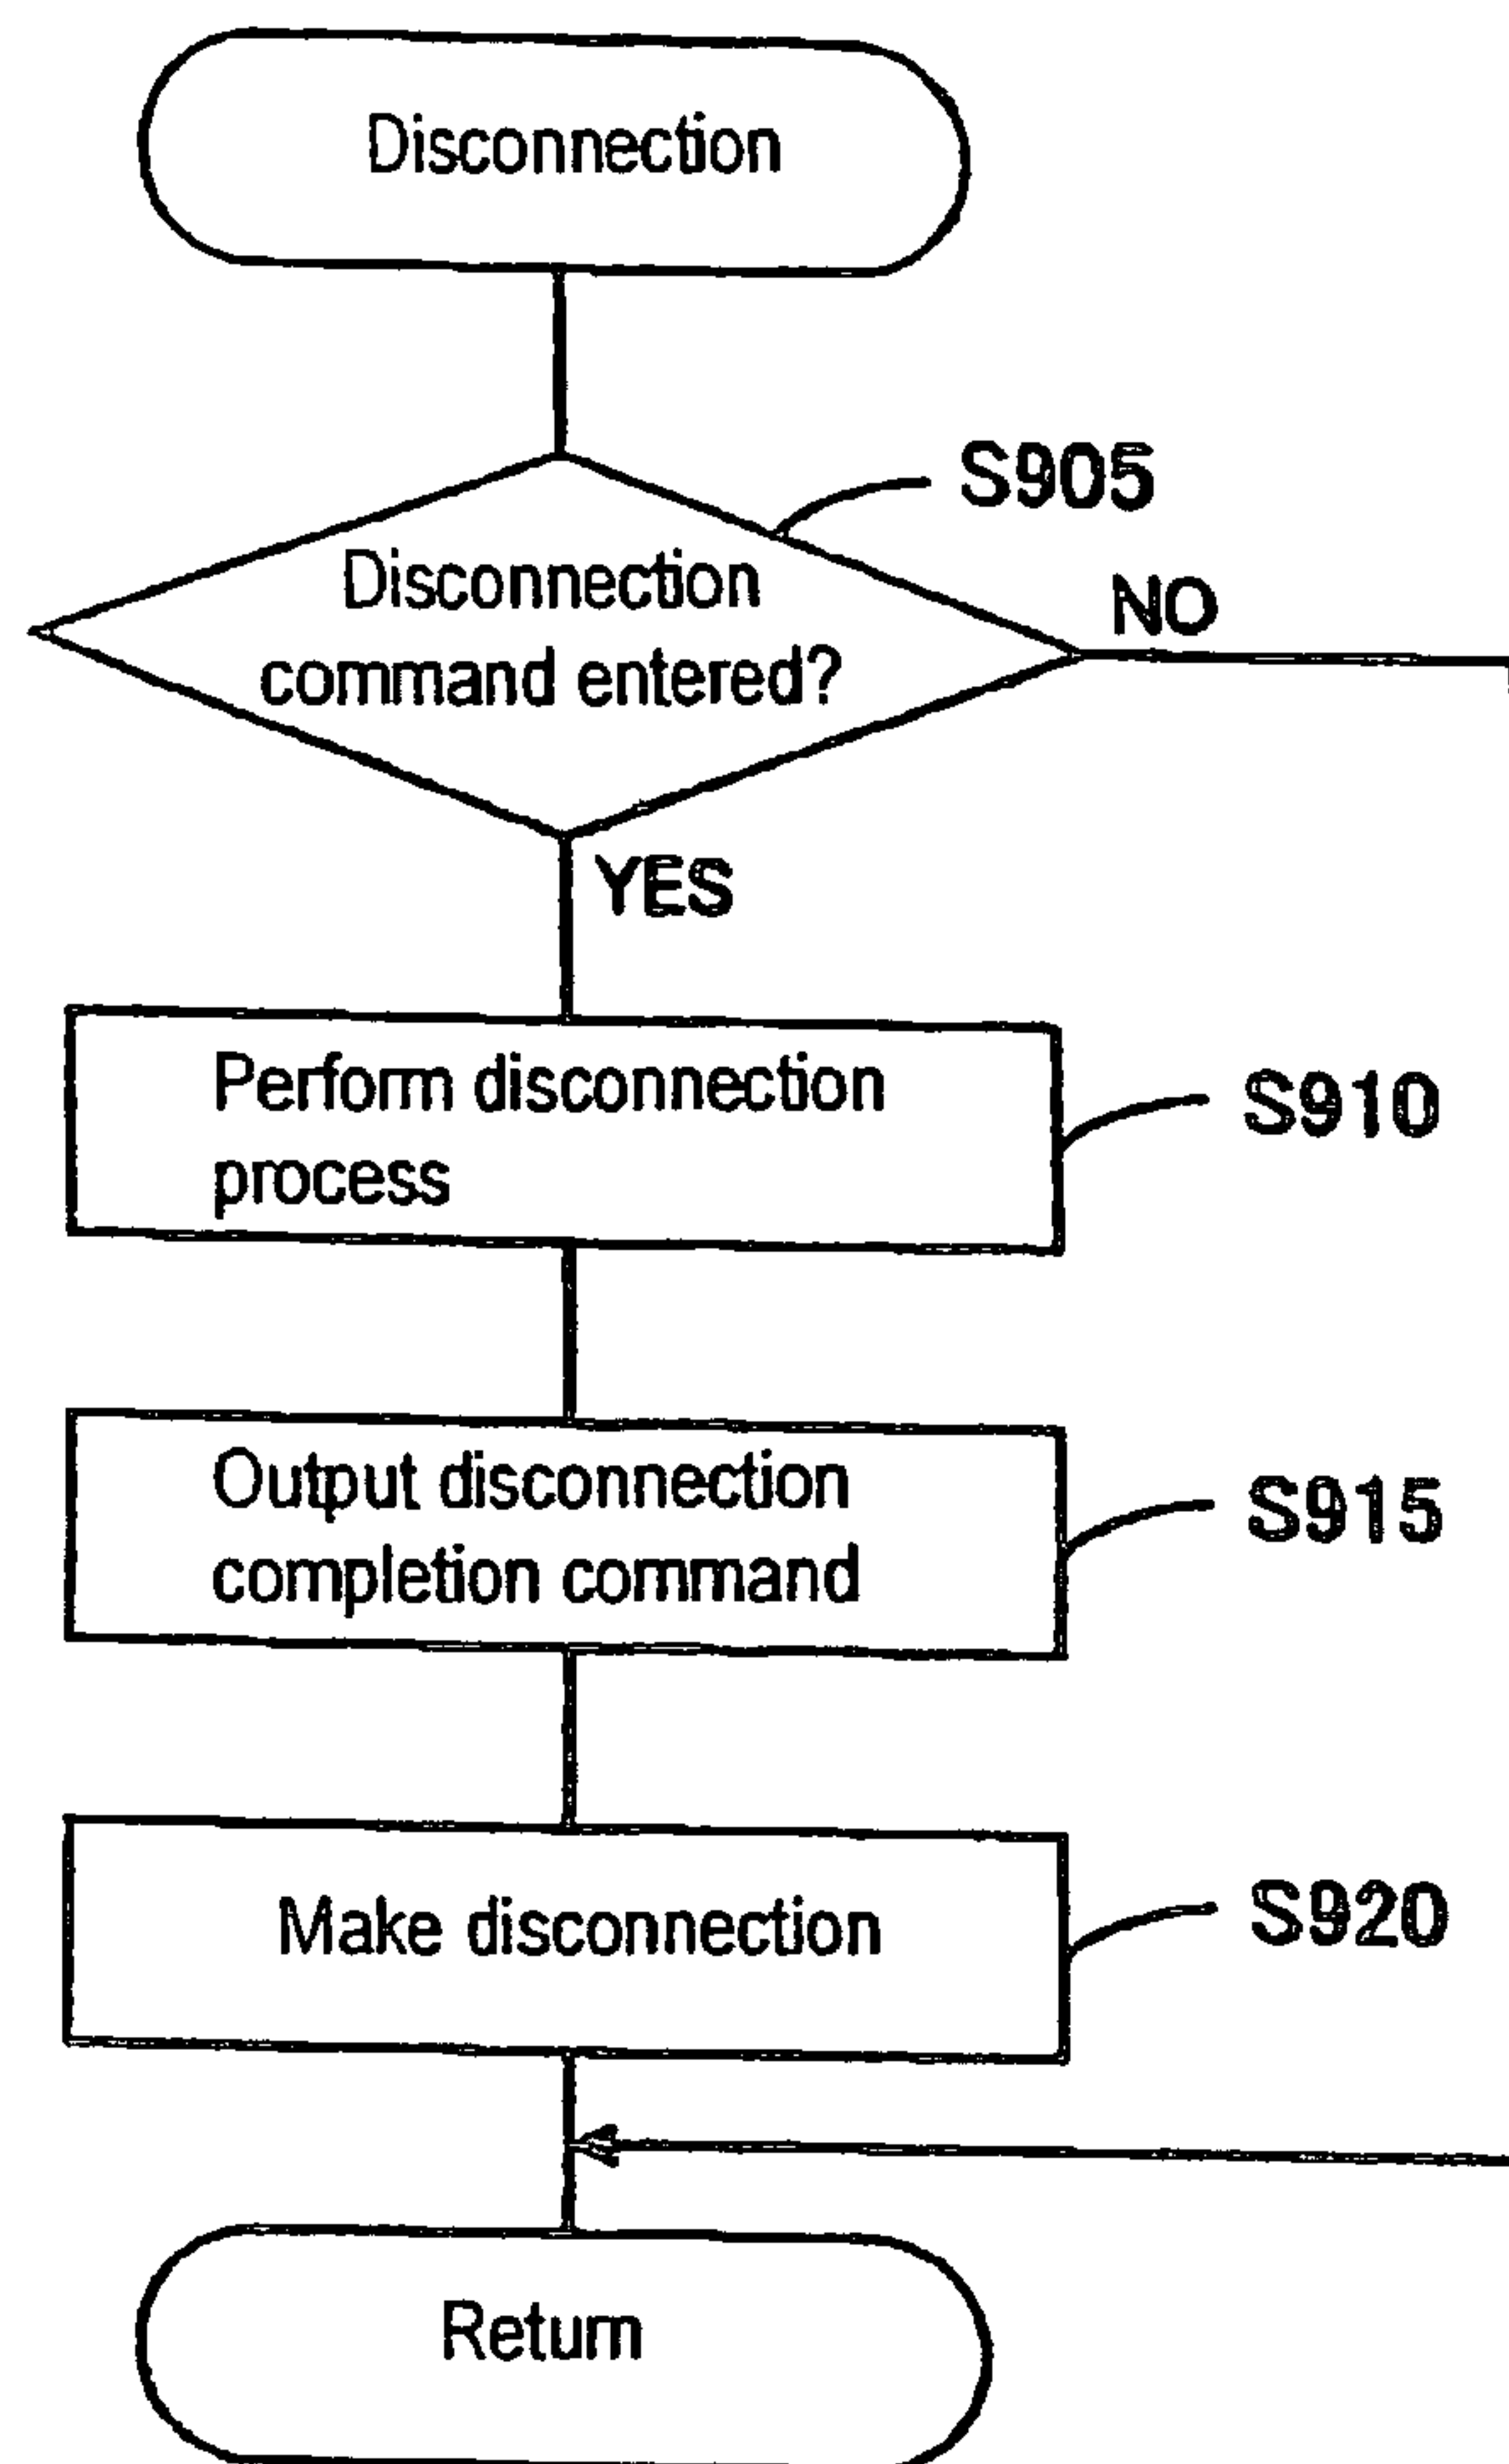 Disconnection
S905
Disconnection
command entered?
NO
YES
Perform disconnection
process
S910
Output disconnection
completion command
S915
Make disconnection
S920
Return